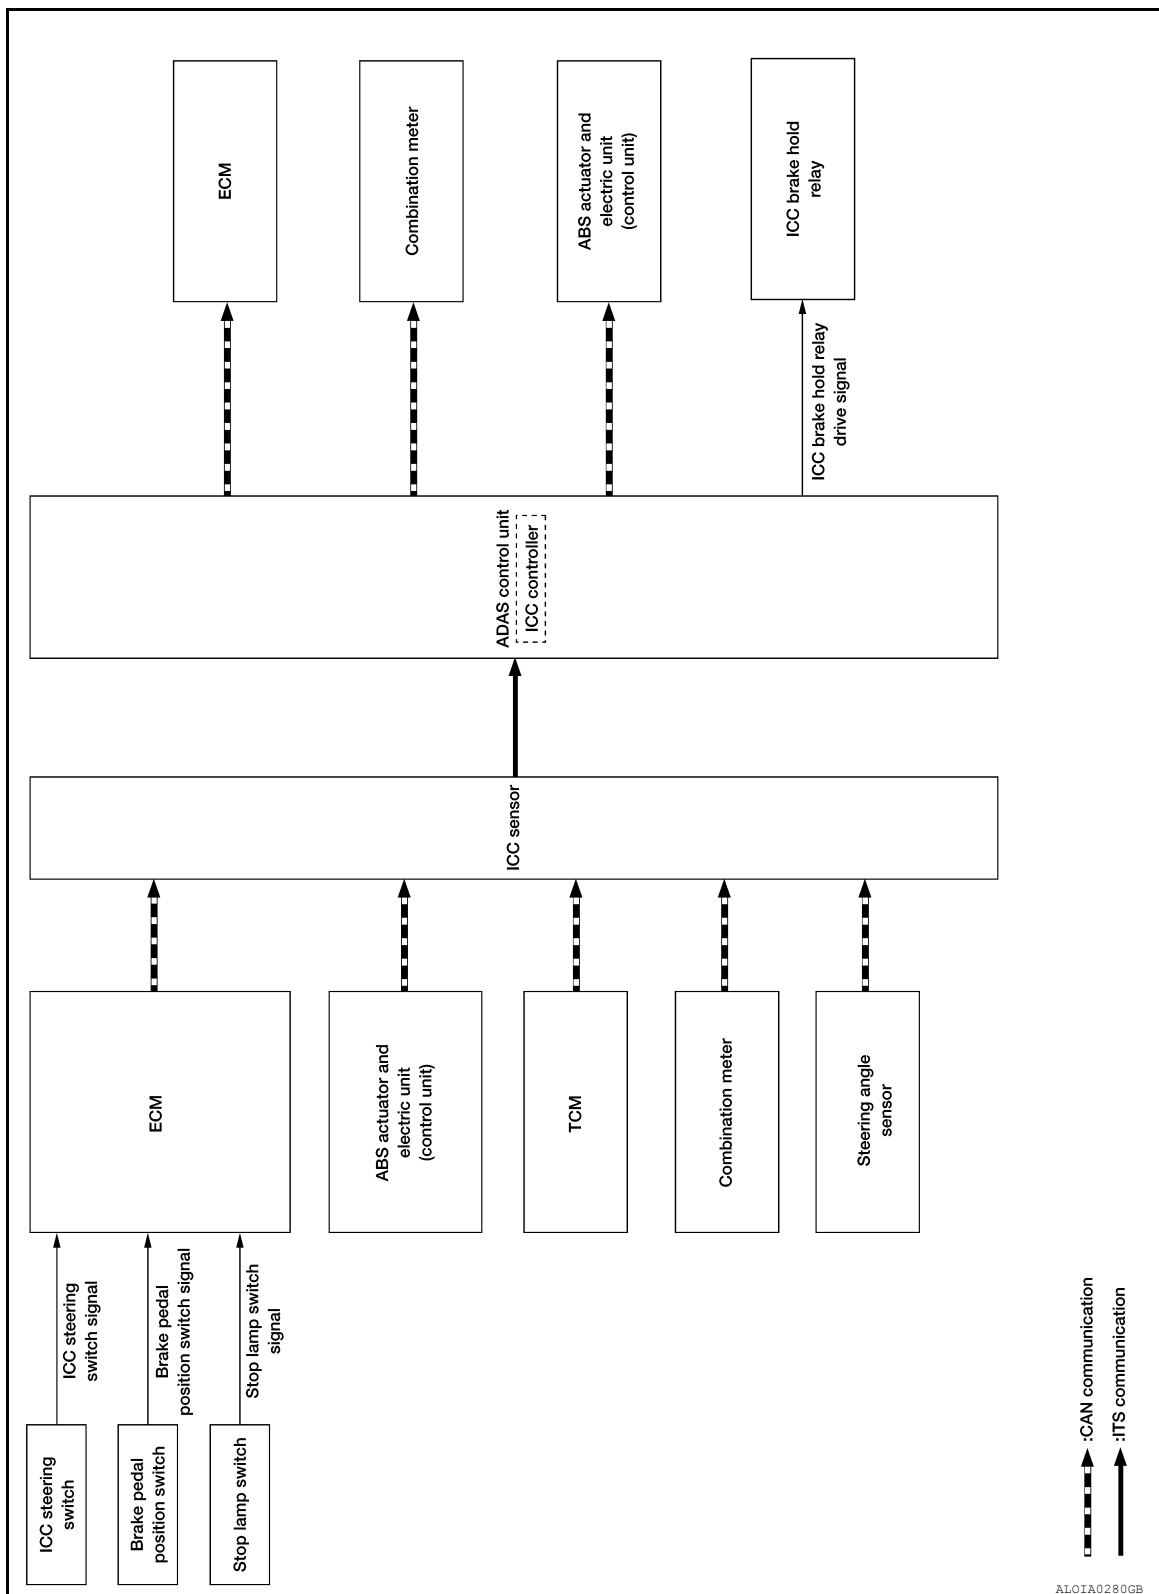 ICC steering
switch
Brake pedal
position switch
Stop lamp switch
ICC steering
switch signal
Brake pedal
position switch signal
Stop lamp switch
signal
ECM
ABS actuator and
electric unit
(control unit)
TCM
Combination meter
Steering angle
sensor
ICC sensor
ADAS control unit
ICC controller
ECM
Combination meter
ABS actuator and
electric unit
(control unit)
ICC brake hold relay
drive signal
ICC brake hold
relay
:CAN communication
:ITS communication
ALOIA0280GB